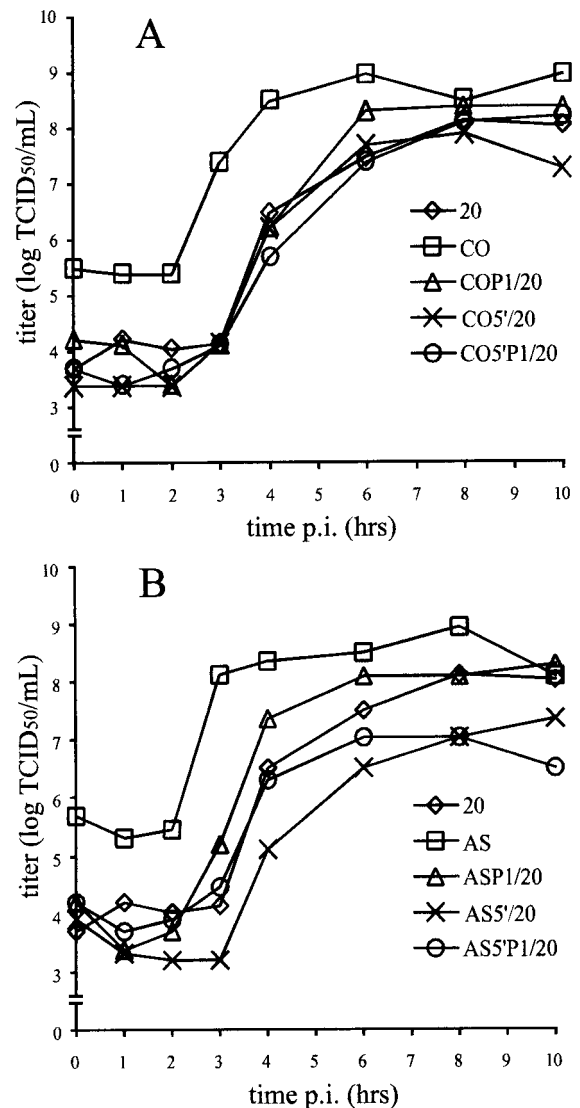 A
10
9
8
7
6
5
4
3
0
titer (log TCID50/mL)
20
CO
COP1/20
CO5'/20
CO5'P1/20
0 1 2 3 4 5 6 7 8 9 10
time p.i. (hrs)
B
10
9
8
7
6
5
4
3
0
titer (log TCID50/mL)
20
AS
ASP1/20
AS5'/20
AS5'P1/20
0 1 2 3 4 5 6 7 8 9 10
time p.i. (hrs)